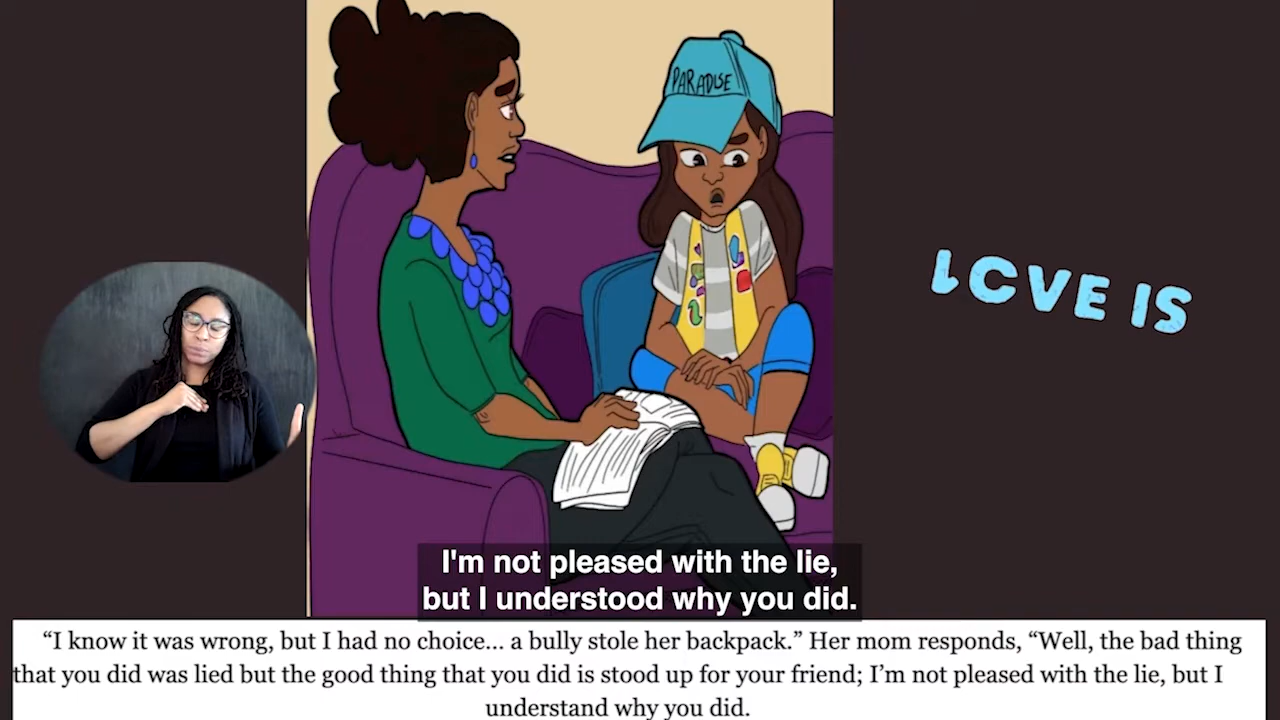 PARADISE
LOVE IS
I'm not pleased with the lie,
but I understood why you did.
“I know it was wrong, but I had no choice... a bully stole her backpack.” Her mom responds, “Well, the bad thing
that you did was lied but the good thing that you did is stood up for your friend; I’m not pleased with the lie, but I
understand why you did.